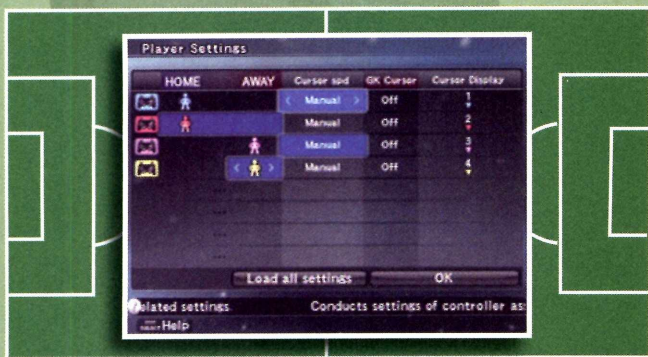 Player Settings
HOME AWAY Cursor spd GK Cursor Cursor Display
< Manual > Off 1
Manual Off 2
Manual Off 3
< > Manual Off 4
Load all settings OK
?elated settings Conducts settings of controller as
SELECT Help